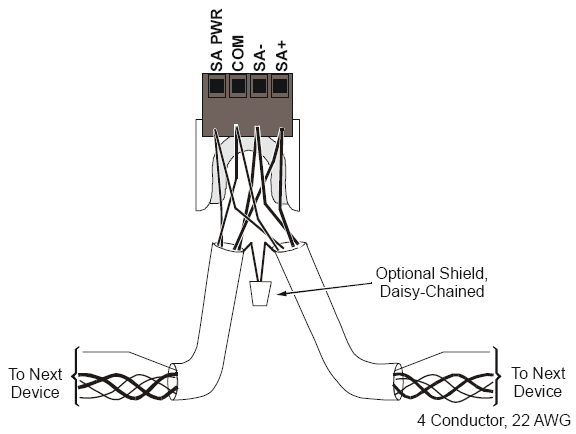 SA PWR
COM
SA-
SA+
Optional Shield,
Daisy-Chained
To Next
Device
To Next
Device
4 Conductor, 22 AWG